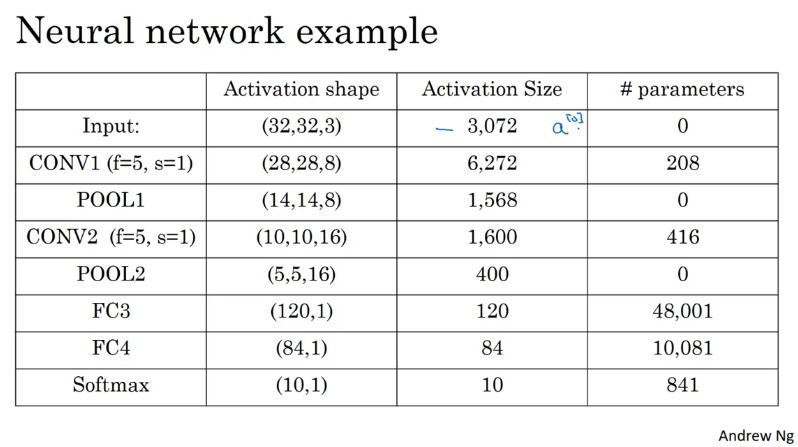 Neural network example
Activation shape Activation Size # parameters
Input: (32,32,3) – 3,072 a[0] 0
CONV1 (f=5, s=1) (28,28,8) 6,272 208
POOL1 (14,14,8) 1,568 0
CONV2 (f=5, s=1) (10,10,16) 1,600 416
POOL2 (5,5,16) 400 0
FC3 (120,1) 120 48,001
FC4 (84,1) 84 10,081
Softmax (10,1) 10 841
Andrew Ng